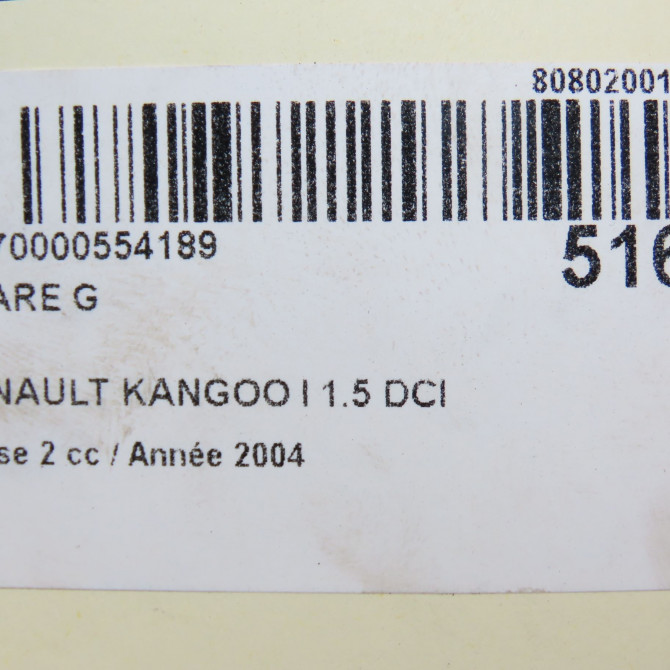 80802001
70000554189
516
ARE G
NAULT KANGOO I 1.5 DCI
se 2 cc / Année 2004